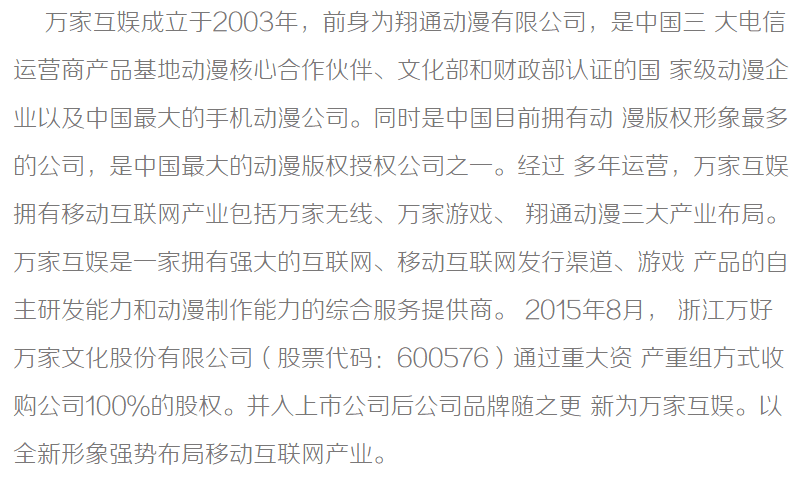 万家互娱成立于2003年，前身为翔通动漫有限公司，是中国三 大电信
运营商产品基地动漫核心合作伙伴、文化部和财政部认证的国 家级动漫企
业以及中国最大的手机动漫公司。同时是中国目前拥有动 漫版权形象最多
的公司，是中国最大的动漫版权授权公司之一。经过 多年运营，万家互娱
拥有移动互联网产业包括万家无线、万家游戏、 翔通动漫三大产业布局。
万家互娱是一家拥有强大的互联网、移动互联网发行渠道、游戏 产品的自
主研发能力和动漫制作能力的综合服务提供商。 2015年8月， 浙江万好
万家文化股份有限公司（股票代码：600576）通过重大资 产重组方式收
购公司100%的股权。并入上市公司后公司品牌随之更 新为万家互娱。以
全新形象强势布局移动互联网产业。